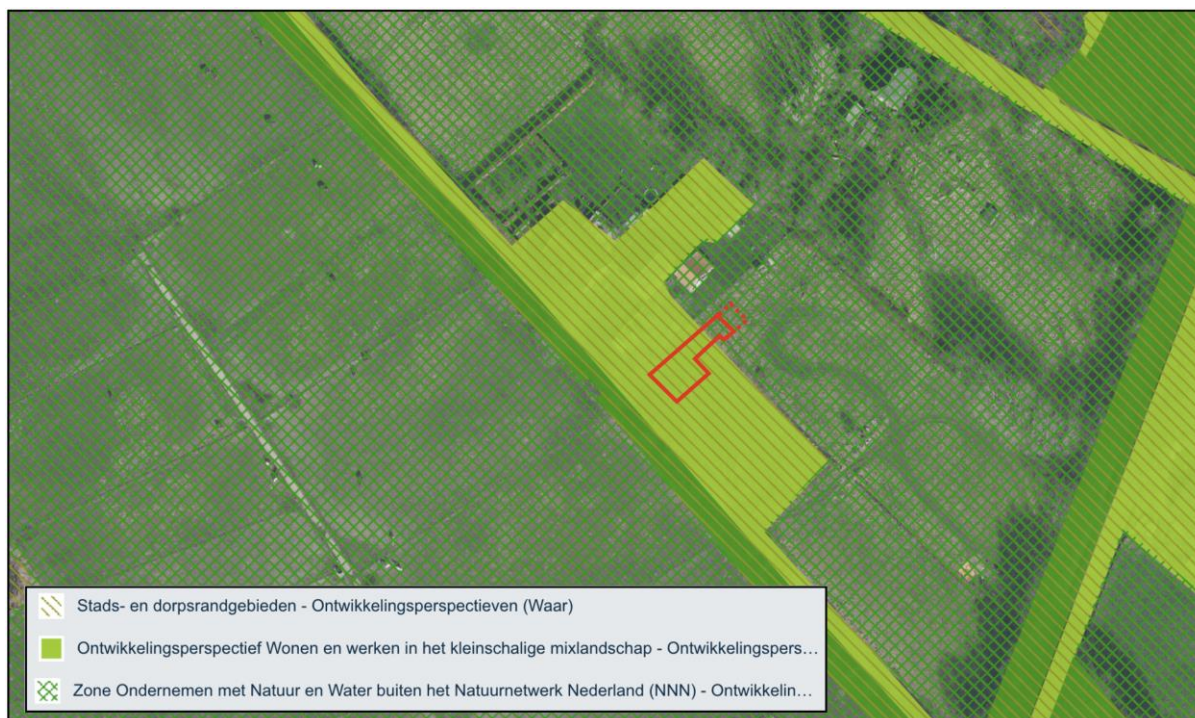 Stads- en dorpsrandgebieden - Ontwikkelingsperspectieven (Waar)
Ontwikkelingsperspectief Wonen en werken in het kleinschalige mixlandschap - Ontwikkelingspers...
Zone Ondernemen met Natuur en Water buiten het Natuurnetwerk Nederland (NNN) - Ontwikkelin...